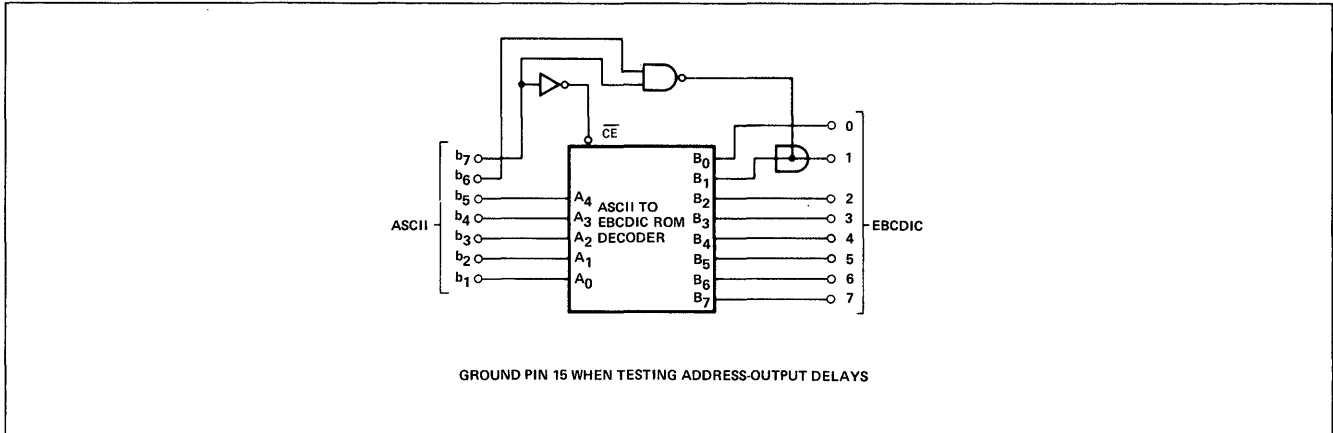 CE
0
1
2
3
4
5
6
7
EBCDIC
b7
b6
b5
b4
b3
b2
b1
ASCII
A4
A3
A2
A1
A0
ASCII TO
EBCDIC ROM
DECODER
B0
B1
B2
B3
B4
B5
B6
B7
GROUND PIN 15 WHEN TESTING ADDRESS-OUTPUT DELAYS